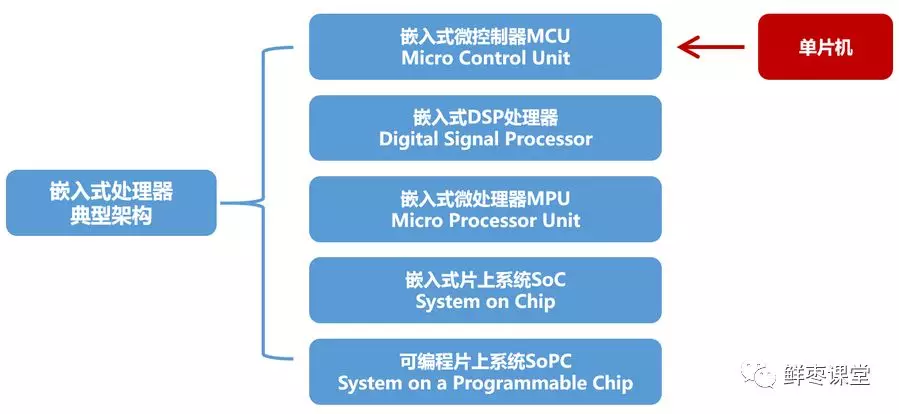 嵌入式微控制器MCU
Micro Control Unit
单片机
嵌入式DSP处理器
Digital Signal Processor
嵌入式处理器
典型架构
嵌入式微处理器MPU
Micro Processor Unit
嵌入式片上系统SoC
System on Chip
可编程片上系统SoPC
System on a Programmable Chip
鲜枣课堂